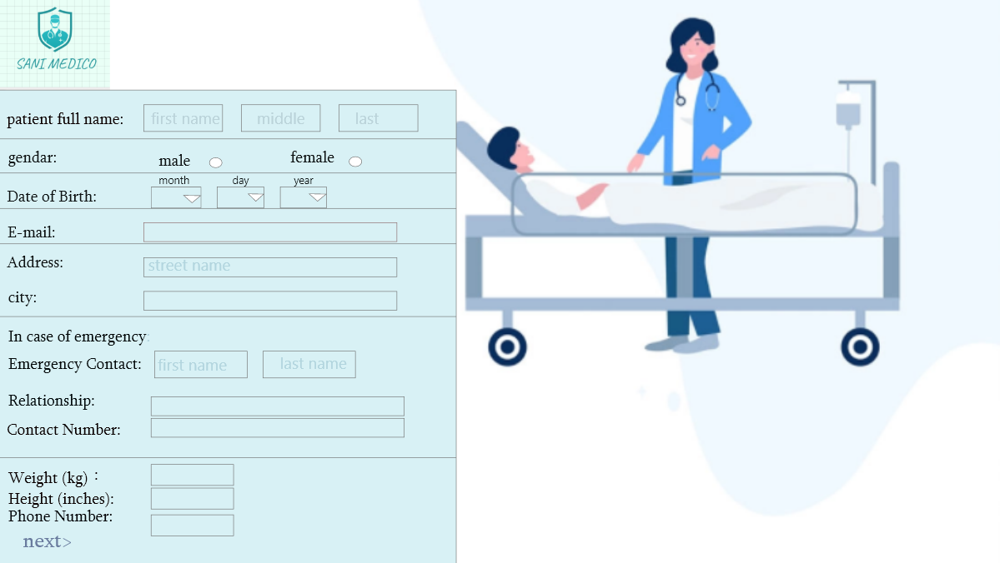 SANI MEDICO
patient full name: first name middle last
gendar: male female
month day year
Date of Birth:
E-mail:
Address: street name
city:
In case of emergency:
Emergency Contact: first name last name
Relationship:
Contact Number:
Weight (kg) :
Height (inches):
Phone Number:
next>